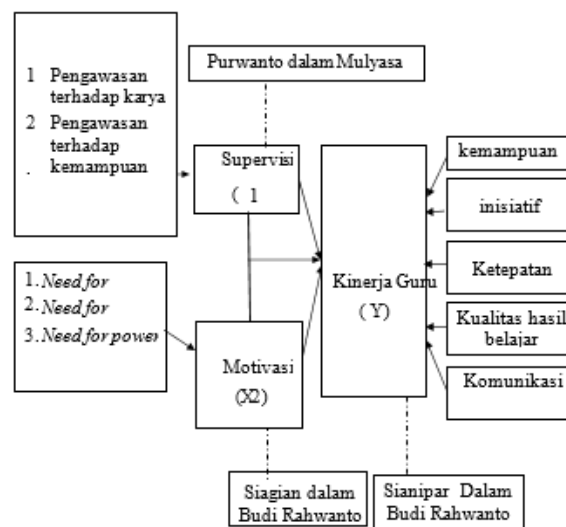 Purwanto dalam Mulyasa
1 Pengawasan
terhadap karya
2 Pengawasan
. terhadap
kemampuan
Supervisi
( 1
1. Need for
2. Need for
3. Need for power
Motivasi
(X2)
Kinerja Guru
( Y)
kemampuan
inisiatif
Ketepatan
Kualitas hasil
belajar
Komunikasi
Siagian dalam
Budi Rahwanto
Sianipar Dalam
Budi Rahwanto